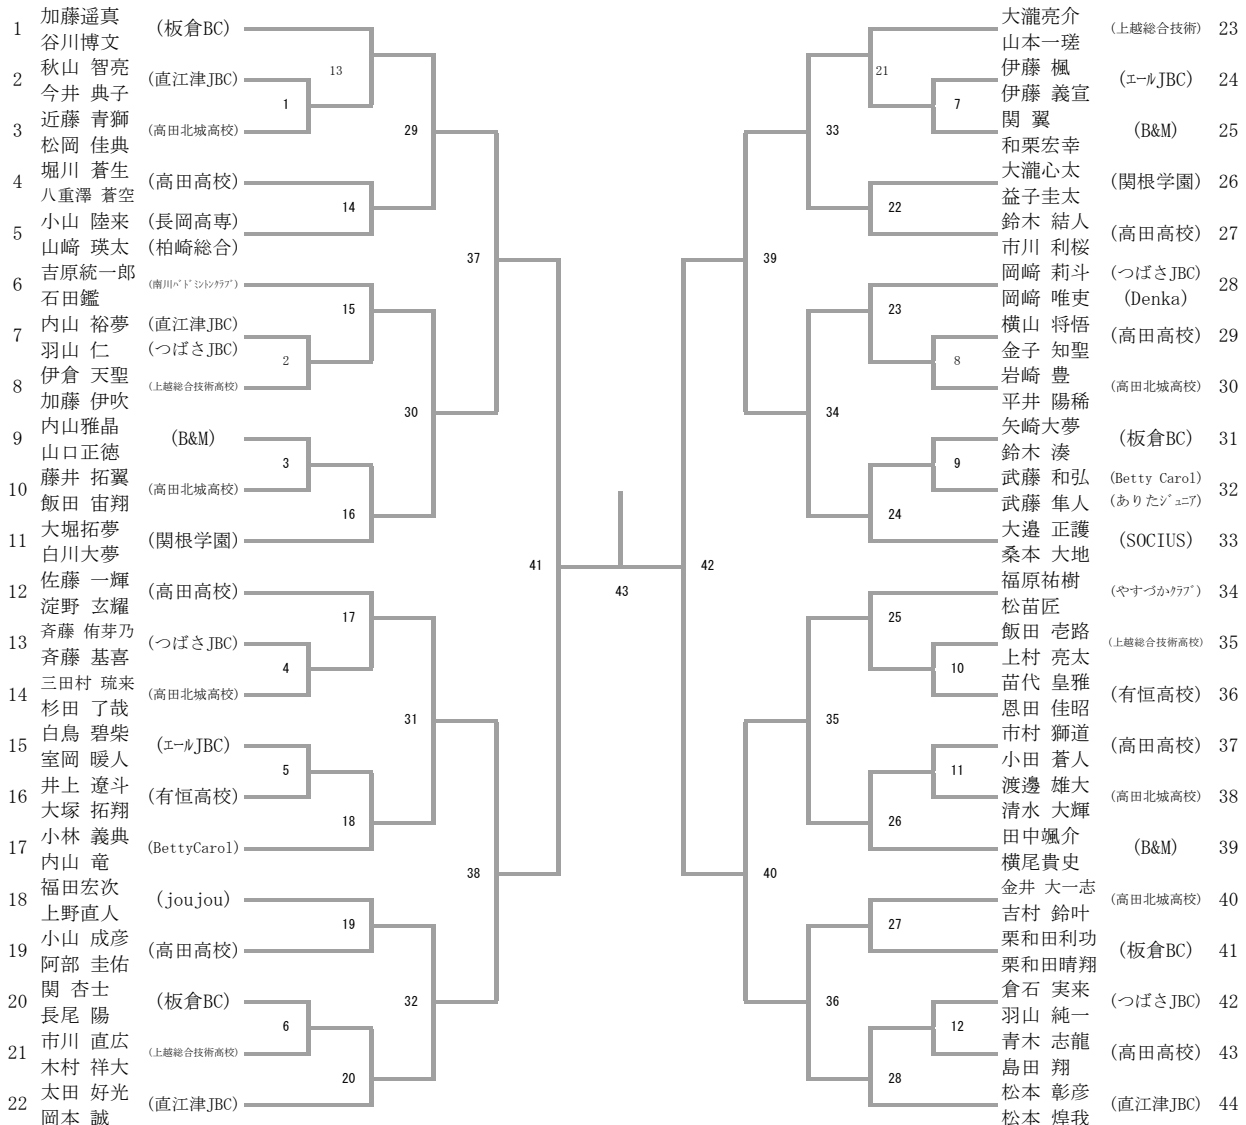 1 加藤遥真 谷川博文 (板倉BC)
2 秋山 智亮 今井 典子 (直江津JBC)
3 近藤 青獅 松岡 佳典 (高田北城高校)
4 堀川 蒼生 八重澤 蒼空 (高田高校)
5 小山 陸来 (長岡高専) 山﨑 瑛太 (柏崎総合)
6 吉原統一郎 石田鑑 (南川ﾊﾞﾄﾞﾐﾝﾄﾝｸﾗﾌﾞ)
7 内山 裕夢 (直江津JBC) 羽山 仁 (つばさJBC)
8 伊倉 天聖 加藤 伊吹 (上越総合技術高校)
9 内山雅晶 山口正徳 (B&M)
10 藤井 拓翼 飯田 宙翔 (高田北城高校)
11 大堀拓夢 白川大夢 (関根学園)
12 佐藤 一輝 淀野 玄耀 (高田高校)
13 斉藤 侑芽乃 斉藤 基喜 (つばさJBC)
14 三田村 琉来 杉田 了哉 (高田北城高校)
15 白鳥 碧柴 室岡 暖人 (ｴｰﾙJBC)
16 井上 遼斗 大塚 拓翔 (有恒高校)
17 小林 義典 内山 竜 (BettyCarol)
18 福田宏次 上野直人 (joujou)
19 小山 成彦 阿部 圭佑 (高田高校)
20 関 杏士 長尾 陽 (板倉BC)
21 市川 直広 木村 祥大 (上越総合技術高校)
22 太田 好光 岡本 誠 (直江津JBC)
1
2
3
4
5
6
13
14
15
16
17
18
19
20
29
30
31
32
37
38
41
43
42
39
40
33
34
35
36
21
22
23
24
25
26
27
28
7
8
9
10
11
12
大瀧亮介 山本一瑳 (上越総合技術) 23
伊藤 楓 伊藤 義宣 (ｴｰﾙJBC) 24
関 翼 和栗宏幸 (B&M) 25
大瀧心太 益子圭太 (関根学園) 26
鈴木 結人 市川 利桜 (高田高校) 27
岡﨑 莉斗 (つばさJBC) 岡﨑 唯吏 (Denka) 28
横山 将悟 金子 知聖 (高田高校) 29
岩崎 豊 平井 陽稀 (高田北城高校) 30
矢崎大夢 鈴木 湊 (板倉BC) 31
武藤 和弘 (Betty Carol) 武藤 隼人 (ありたｼﾞｭﾆｱ) 32
大邉 正護 桑本 大地 (SOCIUS) 33
福原祐樹 松苗匠 (やすづかｸﾗﾌﾞ) 34
飯田 壱路 上村 亮太 (上越総合技術高校) 35
苗代 皇雅 恩田 佳昭 (有恒高校) 36
市村 獅道 小田 蒼人 (高田高校) 37
渡邊 雄大 清水 大輝 (高田北城高校) 38
田中颯介 横尾貴史 (B&M) 39
金井 大一志 吉村 鈴叶 (高田北城高校) 40
栗和田利功 栗和田晴翔 (板倉BC) 41
倉石 実来 羽山 純一 (つばさJBC) 42
青木 志龍 島田 翔 (高田高校) 43
松本 彰彦 松本 煌我 (直江津JBC) 44